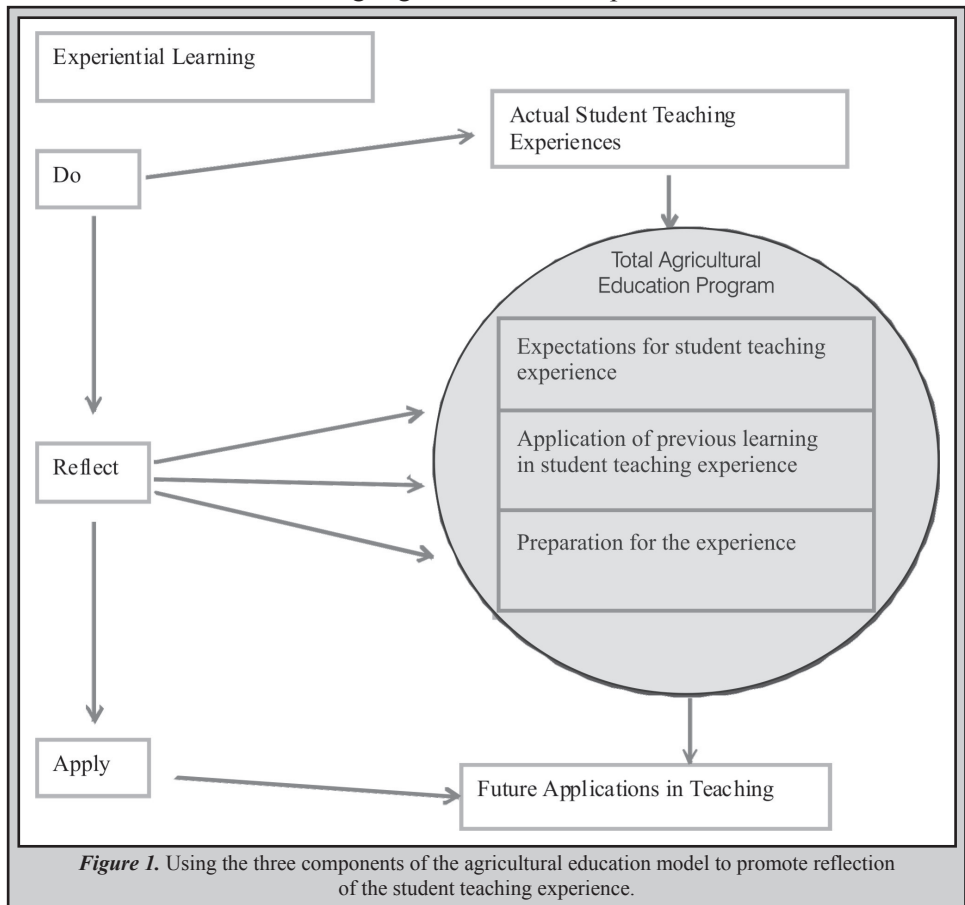 Experiential Learning
Actual Student Teaching
Experiences
Do
Total Agricultural
Education Program
Expectations for student teaching
experience
Application of previous learning
in student teaching experience
Reflect
Preparation for the experience
Apply
Future Applications in Teaching
Figure 1. Using the three components of the agricultural education model to promote reflection
of the student teaching experience.